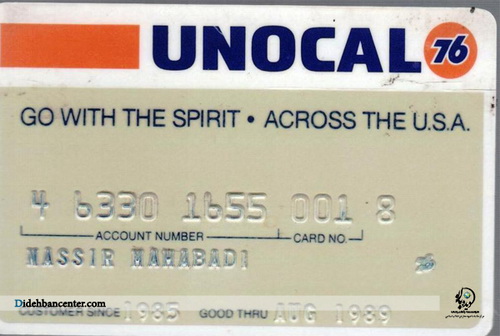 UNOCAL 76
GO WITH THE SPIRIT • ACROSS THE U.S.A.
4 6330 1655 001 8
ACCOUNT NUMBER CARD NO.
NASSIR MAHABADI 76
Didehbancenter.com
CUSTOMER SINCE 1985 GOOD THRU AUG 1989